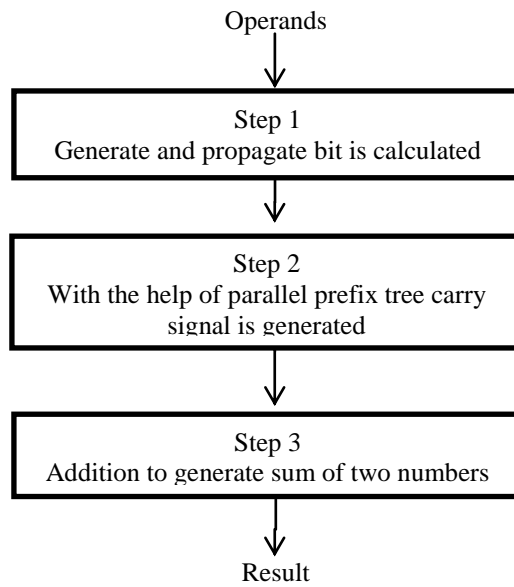 Operands
Step 1
Generate and propagate bit is calculated
Step 2
With the help of parallel prefix tree carry
signal is generated
Step 3
Addition to generate sum of two numbers
Result